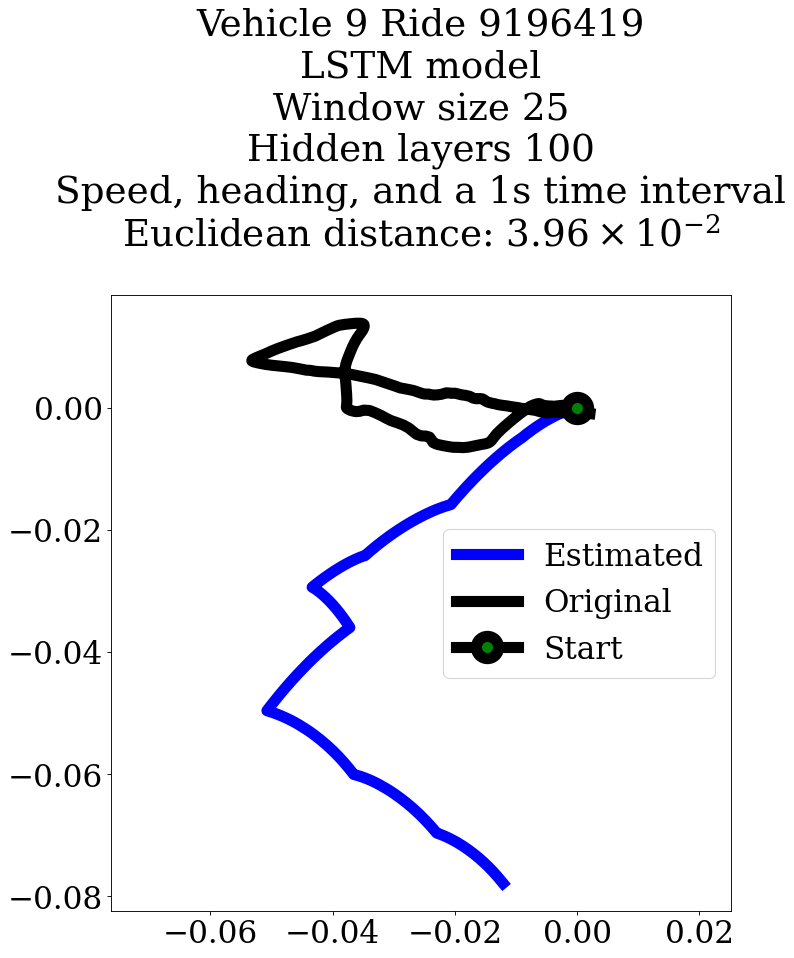 Vehicle 9 Ride 9196419
LSTM model
Window size 25
Hidden layers 100
Speed, heading, and a 1s time interval
Euclidean distance: 3.96 × 10⁻²
0.00
−0.02
−0.04
−0.06
−0.08
Estimated
Original
Start
−0.06 −0.04 −0.02 0.00 0.02